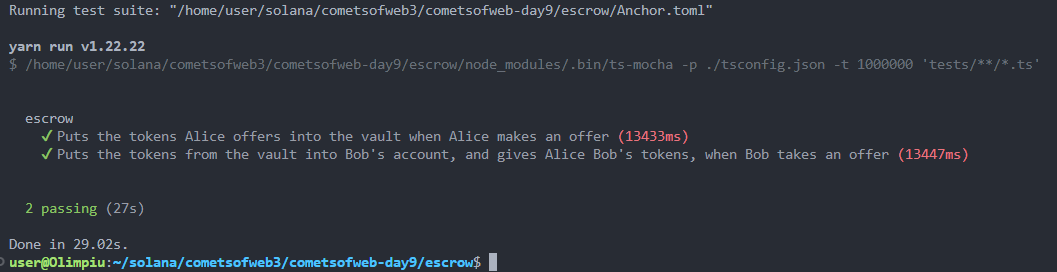 Running test suite: "/home/user/solana/cometsofweb3/cometsofweb-day9/escrow/Anchor.toml"
yarn run v1.22.22
$ /home/user/solana/cometsofweb3/cometsofweb-day9/escrow/node_modules/.bin/ts-mocha -p ./tsconfig.json -t 1000000 'tests/**/*.ts'
escrow
✔ Puts the tokens Alice offers into the vault when Alice makes an offer (13433ms)
✔ Puts the tokens from the vault into Bob's account, and gives Alice Bob's tokens, when Bob takes an offer (13447ms)
2 passing (27s)
Done in 29.02s.
user@Olimpiu:~/solana/cometsofweb3/cometsofweb-day9/escrow$